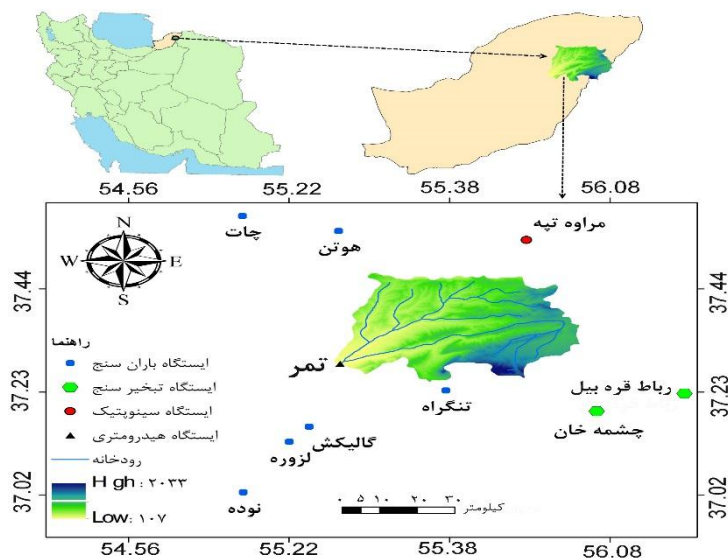 54.56 55.22 55.38 56.08
چات
هوتن
مراوه تپه
N
W E
S
37.44 37.44
راهنما
ایستگاه باران سنج
ایستگاه تبخیر سنج
ایستگاه سینوپتیک
ایستگاه هیدرومتری
رودخانه
High : ۲۰۳۳
Low: ۱۰۷
تمر
تنگراه
رباط قره بیل
چشمه خان
37.23 37.23
گالیکش
لزوره
نوده
37.02 37.02
۰ ۵ ۱۰ ۲۰ ۳۰ کیلومتر
54.56 55.22 55.38 56.08